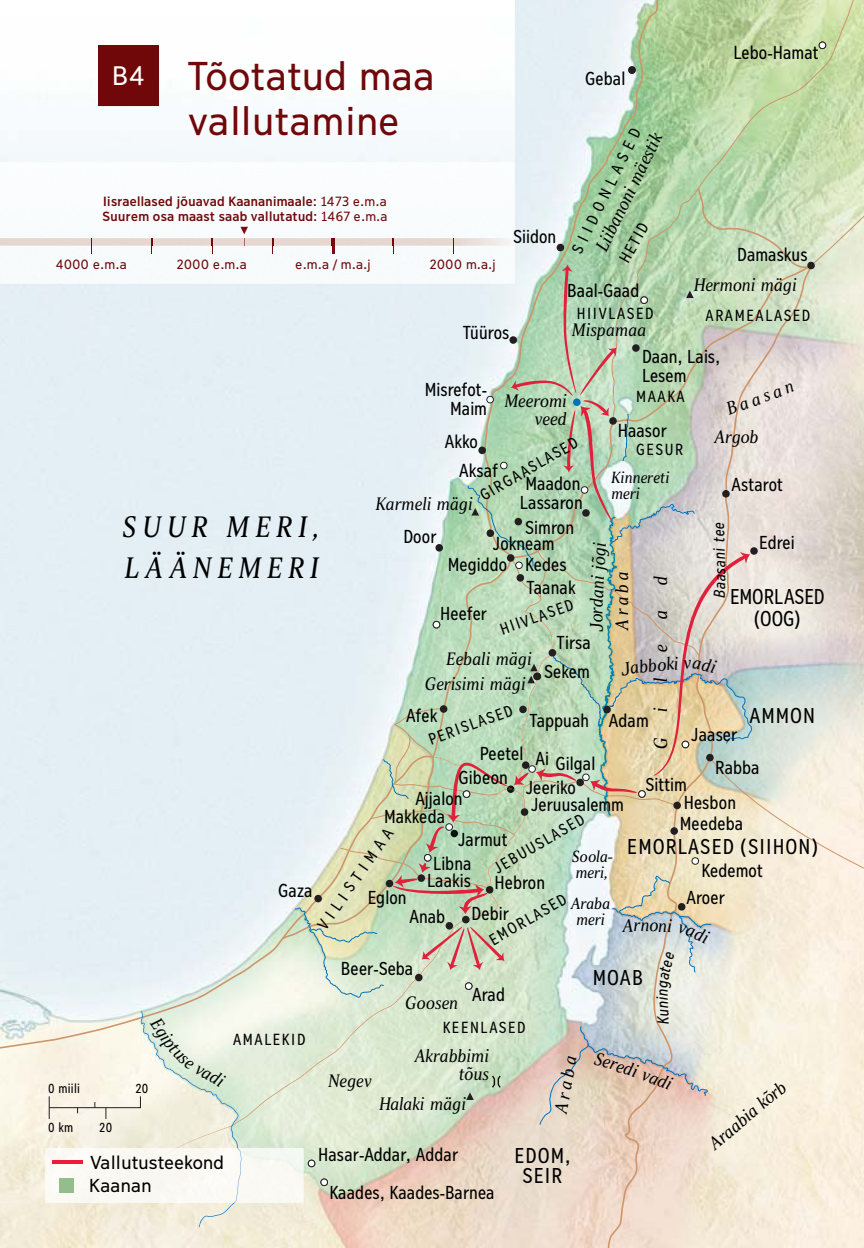 B4
Tõotatud maa
vallutamine
Iisraellased jõuavad Kaananimaale: 1473 e.m.a
Suurem osa maast saab vallutatud: 1467 e.m.a
4000 e.m.a
2000 e.m.a
e.m.a / m.a.j
2000 m.a.j
Lebo-Hamat
Gebal
SIIDONLASED
Liibanoni mäestik
HETID
Siidon
Damaskus
Baal-Gaad
Hermoni mägi
HIIVLASED
ARAMEALASED
Mispamaa
Tüüros
Daan, Lais,
Lesem
Misrefot-
Maim
MAAKA
Baasan
Meeromi
veed
Haasor
Argob
Akko
GESUR
GIRGAASLASED
Aksaf
Kinnereti
meri
Maadon
Astarot
Lassaron
Karmeli mägi
Simron
Door
Jokneam
Edrei
Baasani tee
Megiddo
Kedes
Taanak
Jordani jõgi
Araba
Gilead
EMORLASED
(OOG)
Heefer
HIIVLASED
Tirsa
Eebali mägi
Jabboki vadi
Sekem
Gerisimi mägi
Afek
PERISLASED
Tappuah
Adam
AMMON
Jaaser
Peetel
Ai
Gilgal
Rabba
Gibeon
Jeeriko
Sittim
Ajjalon
Jeruusalemm
Hesbon
Makkeda
Meedeba
Jarmut
JEBUUSLASED
EMORLASED (SIIHON)
VILISTIMAA
Libna
Soola-
meri,
Kedemot
Laakis
Hebron
Gaza
Eglon
Araba
meri
Aroer
EMORLASED
Anab
Debir
Arnoni vadi
Beer-Seba
MOAB
Kuningatee
Arad
Goosen
KEENLASED
Egiptuse vadi
AMALEKID
Akrabbimi
tõus
Negev
Araba
Seredi vadi
Halaki mägi
Araabia kõrb
0 miili
20
0 km
20
Vallutusteekond
Kaanan
Hasar-Addar, Addar
EDOM,
SEIR
Kaades, Kaades-Barnea